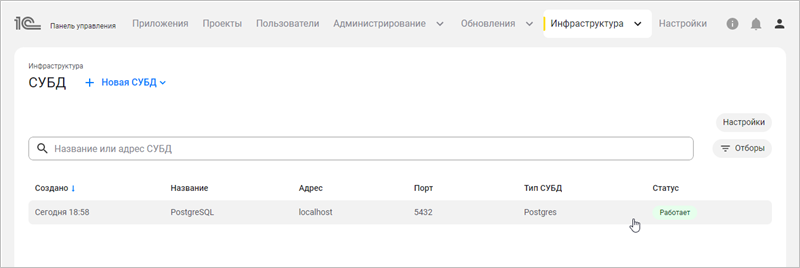 1С Панель управления Приложения Проекты Пользователи Администрирование Обновления Инфраструктура Настройки
Инфраструктура
СУБД + Новая СУБД
Настройки
Название или адрес СУБД Отборы
Создано ↓ Название Адрес Порт Тип СУБД Статус
Сегодня 18:58 PostgreSQL localhost 5432 Postgres Работает